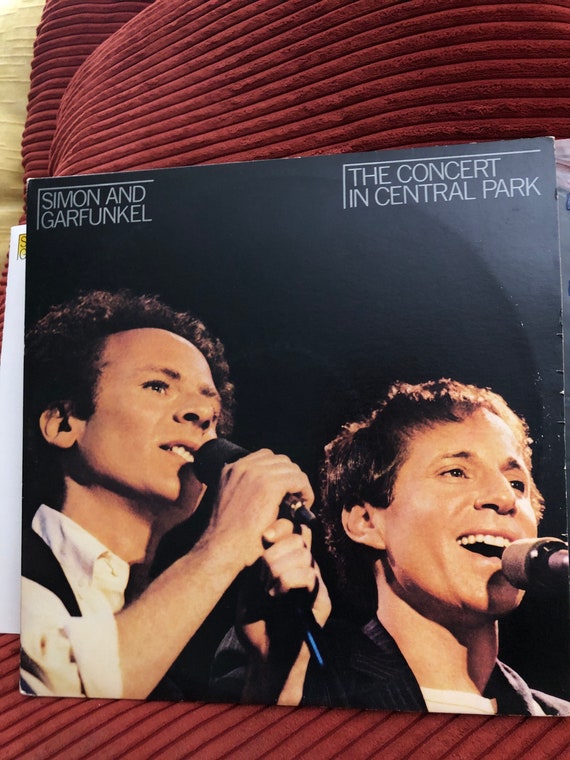 SIMON AND
GARFUNKEL
THE CONCERT
IN CENTRAL PARK